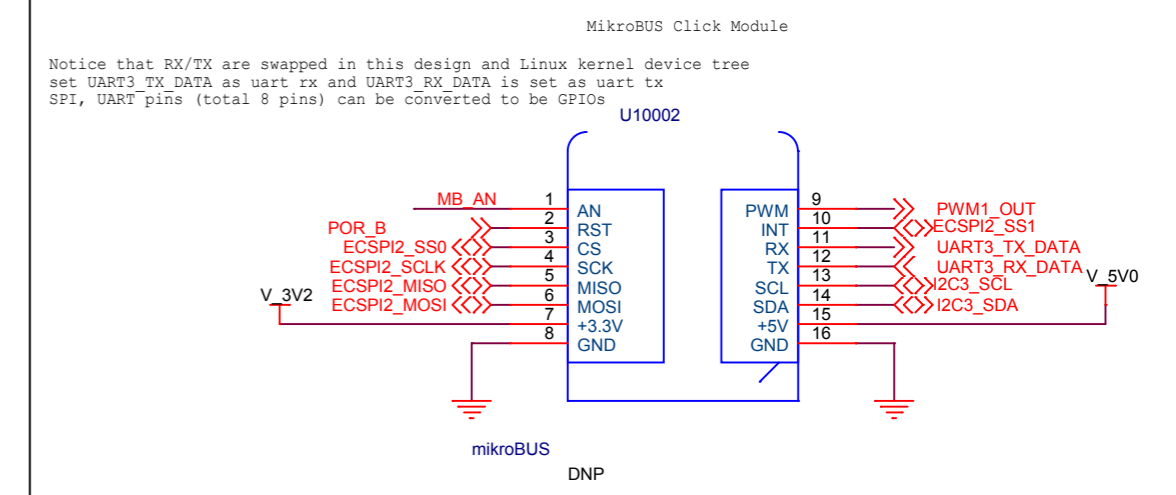 MikroBUS Click Module
Notice that RX/TX are swapped in this design and Linux kernel device tree
set UART3_TX_DATA as uart rx and UART3_RX_DATA is set as uart tx
SPI, UART pins (total 8 pins) can be converted to be GPIOs
U10002
MB_AN 1 AN
POR_B 2 RST
ECSPI2_SS0 3 CS
ECSPI2_SCLK 4 SCK
ECSPI2_MISO 5 MISO
ECSPI2_MOSI 6 MOSI
V_3V2 7 +3.3V
8 GND
PWM 9 PWM1_OUT
INT 10 ECSPI2_SS1
RX 11 UART3_TX_DATA
TX 12 UART3_RX_DATA
SCL 13 I2C3_SCL
SDA 14 I2C3_SDA
+5V 15 V_5V0
GND 16
mikroBUS
DNP